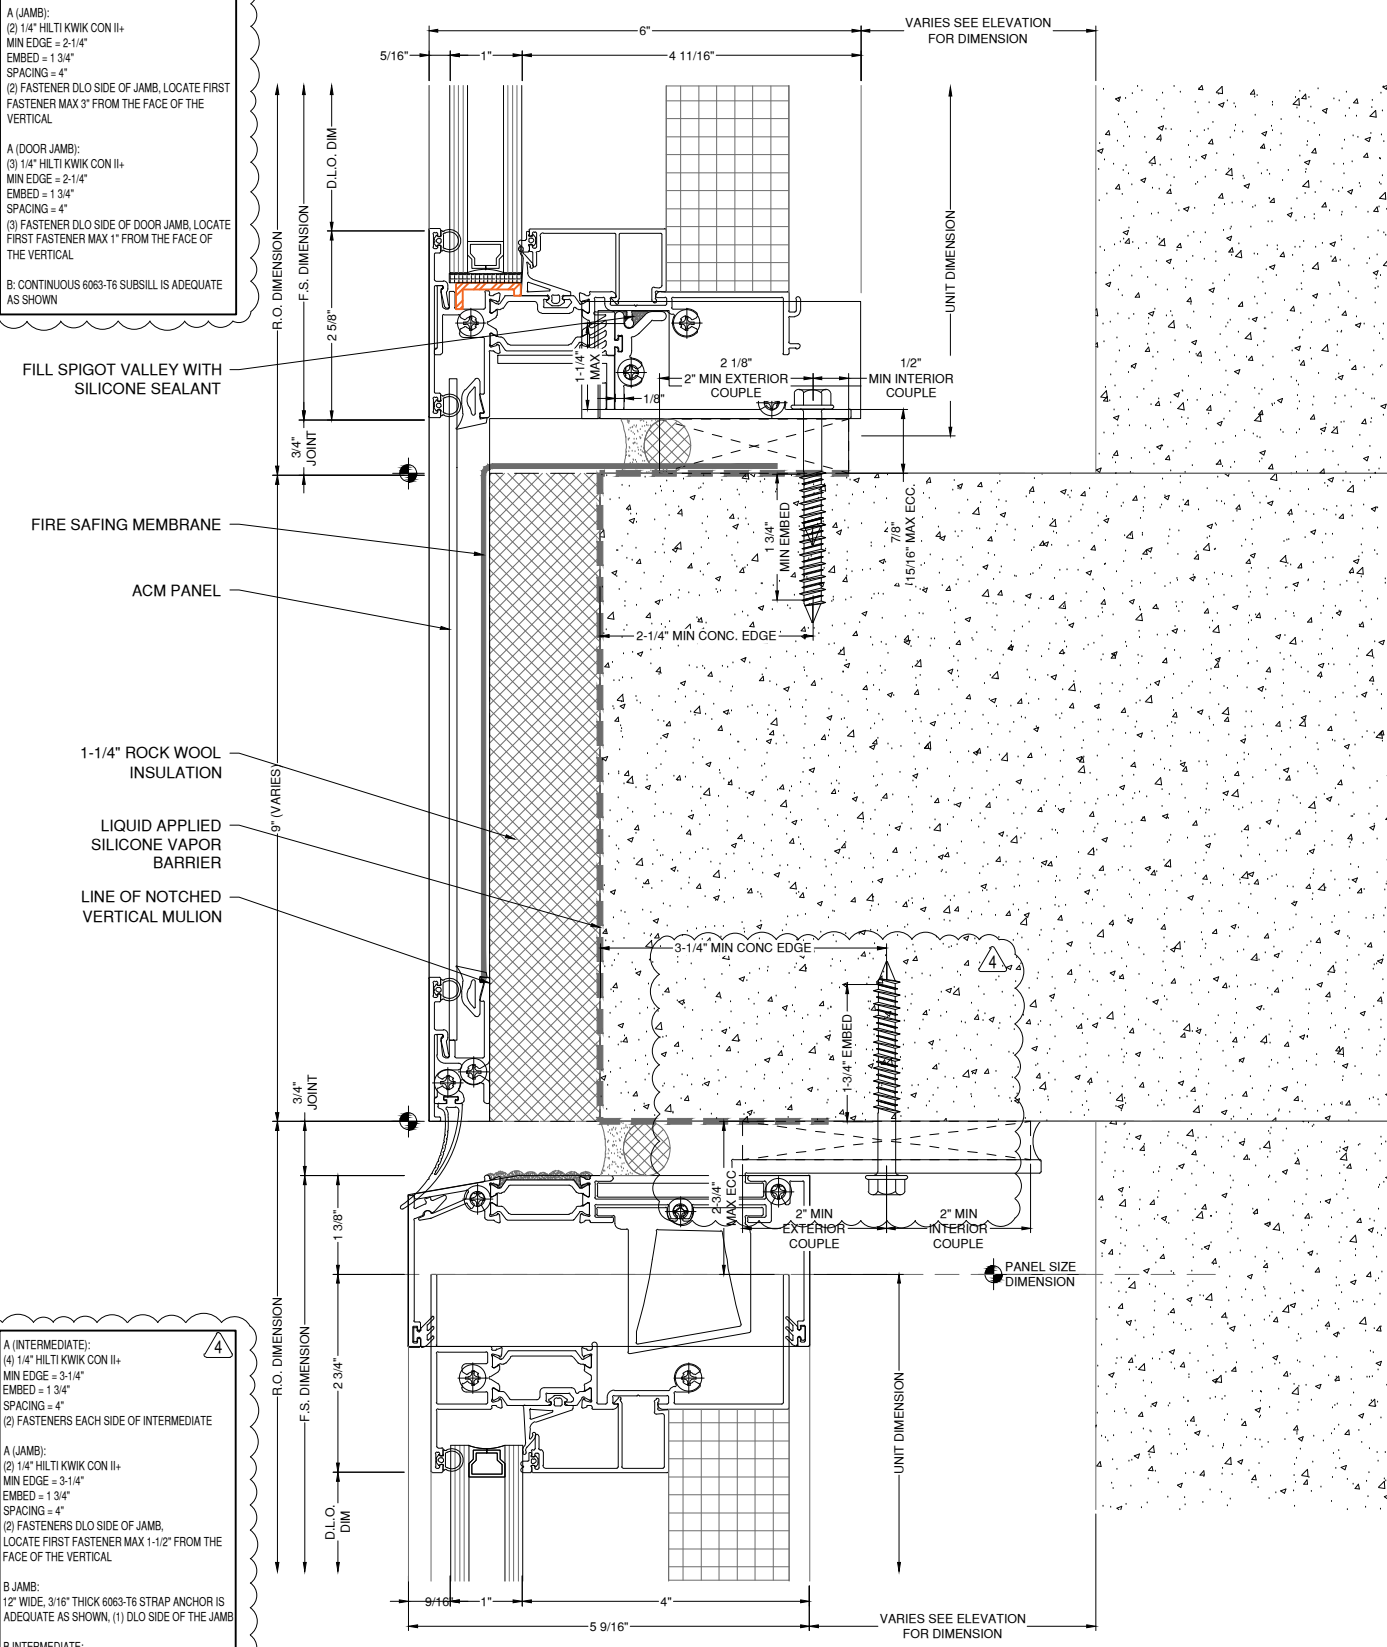 A (JAMB):
(2) 1/4" HILTI KWIK CON II+
MIN EDGE = 2-1/4"
EMBED = 1 3/4"
SPACING = 4"
(2) FASTENER DLO SIDE OF JAMB, LOCATE FIRST
FASTENER MAX 3" FROM THE FACE OF THE
VERTICAL
A (DOOR JAMB):
(3) 1/4" HILTI KWIK CON II+
MIN EDGE = 2-1/4"
EMBED = 1 3/4"
SPACING = 4"
(3) FASTENER DLO SIDE OF DOOR JAMB, LOCATE
FIRST FASTENER MAX 1" FROM THE FACE OF
THE VERTICAL
B: CONTINUOUS 6063-T6 SUBSILL IS ADEQUATE
AS SHOWN
6"
VARIES SEE ELEVATION
FOR DIMENSION
5/16"
1"
4 11/16"
R.O. DIMENSION
F.S. DIMENSION
D.L.O. DIM
2 5/8"
UNIT DIMENSION
FILL SPIGOT VALLEY WITH
SILICONE SEALANT
1-1/4"
MAX
1/8"
2 1/8"
2" MIN EXTERIOR
COUPLE
1/2"
MIN INTERIOR
COUPLE
3/4"
JOINT
FIRE SAFING MEMBRANE
1 3/4"
MIN EMBED
7/8"
15/16" MAX ECC.
ACM PANEL
2-1/4" MIN CONC. EDGE
1-1/4" ROCK WOOL
INSULATION
9" (VARIES)
LIQUID APPLIED
SILICONE VAPOR
BARRIER
LINE OF NOTCHED
VERTICAL MULION
3-1/4" MIN CONC EDGE
4
1-3/4" EMBED
3/4"
JOINT
1 3/8"
2-3/4"
MAX ECC
2" MIN
EXTERIOR
COUPLE
2" MIN
INTERIOR
COUPLE
PANEL SIZE
DIMENSION
R.O. DIMENSION
F.S. DIMENSION
2 3/4"
D.L.O.
DIM
UNIT DIMENSION
4
A (INTERMEDIATE):
(4) 1/4" HILTI KWIK CON II+
MIN EDGE = 3-1/4"
EMBED = 1 3/4"
SPACING = 4"
(2) FASTENERS EACH SIDE OF INTERMEDIATE
A (JAMB):
(2) 1/4" HILTI KWIK CON II+
MIN EDGE = 3-1/4"
EMBED = 1 3/4"
SPACING = 4"
(2) FASTENERS DLO SIDE OF JAMB,
LOCATE FIRST FASTENER MAX 1-1/2" FROM THE
FACE OF THE VERTICAL
B JAMB:
12" WIDE, 3/16" THICK 6063-T6 STRAP ANCHOR IS
ADEQUATE AS SHOWN, (1) DLO SIDE OF THE JAMB
B INTERMEDIATE:
9/16"
1"
4"
5 9/16"
VARIES SEE ELEVATION
FOR DIMENSION